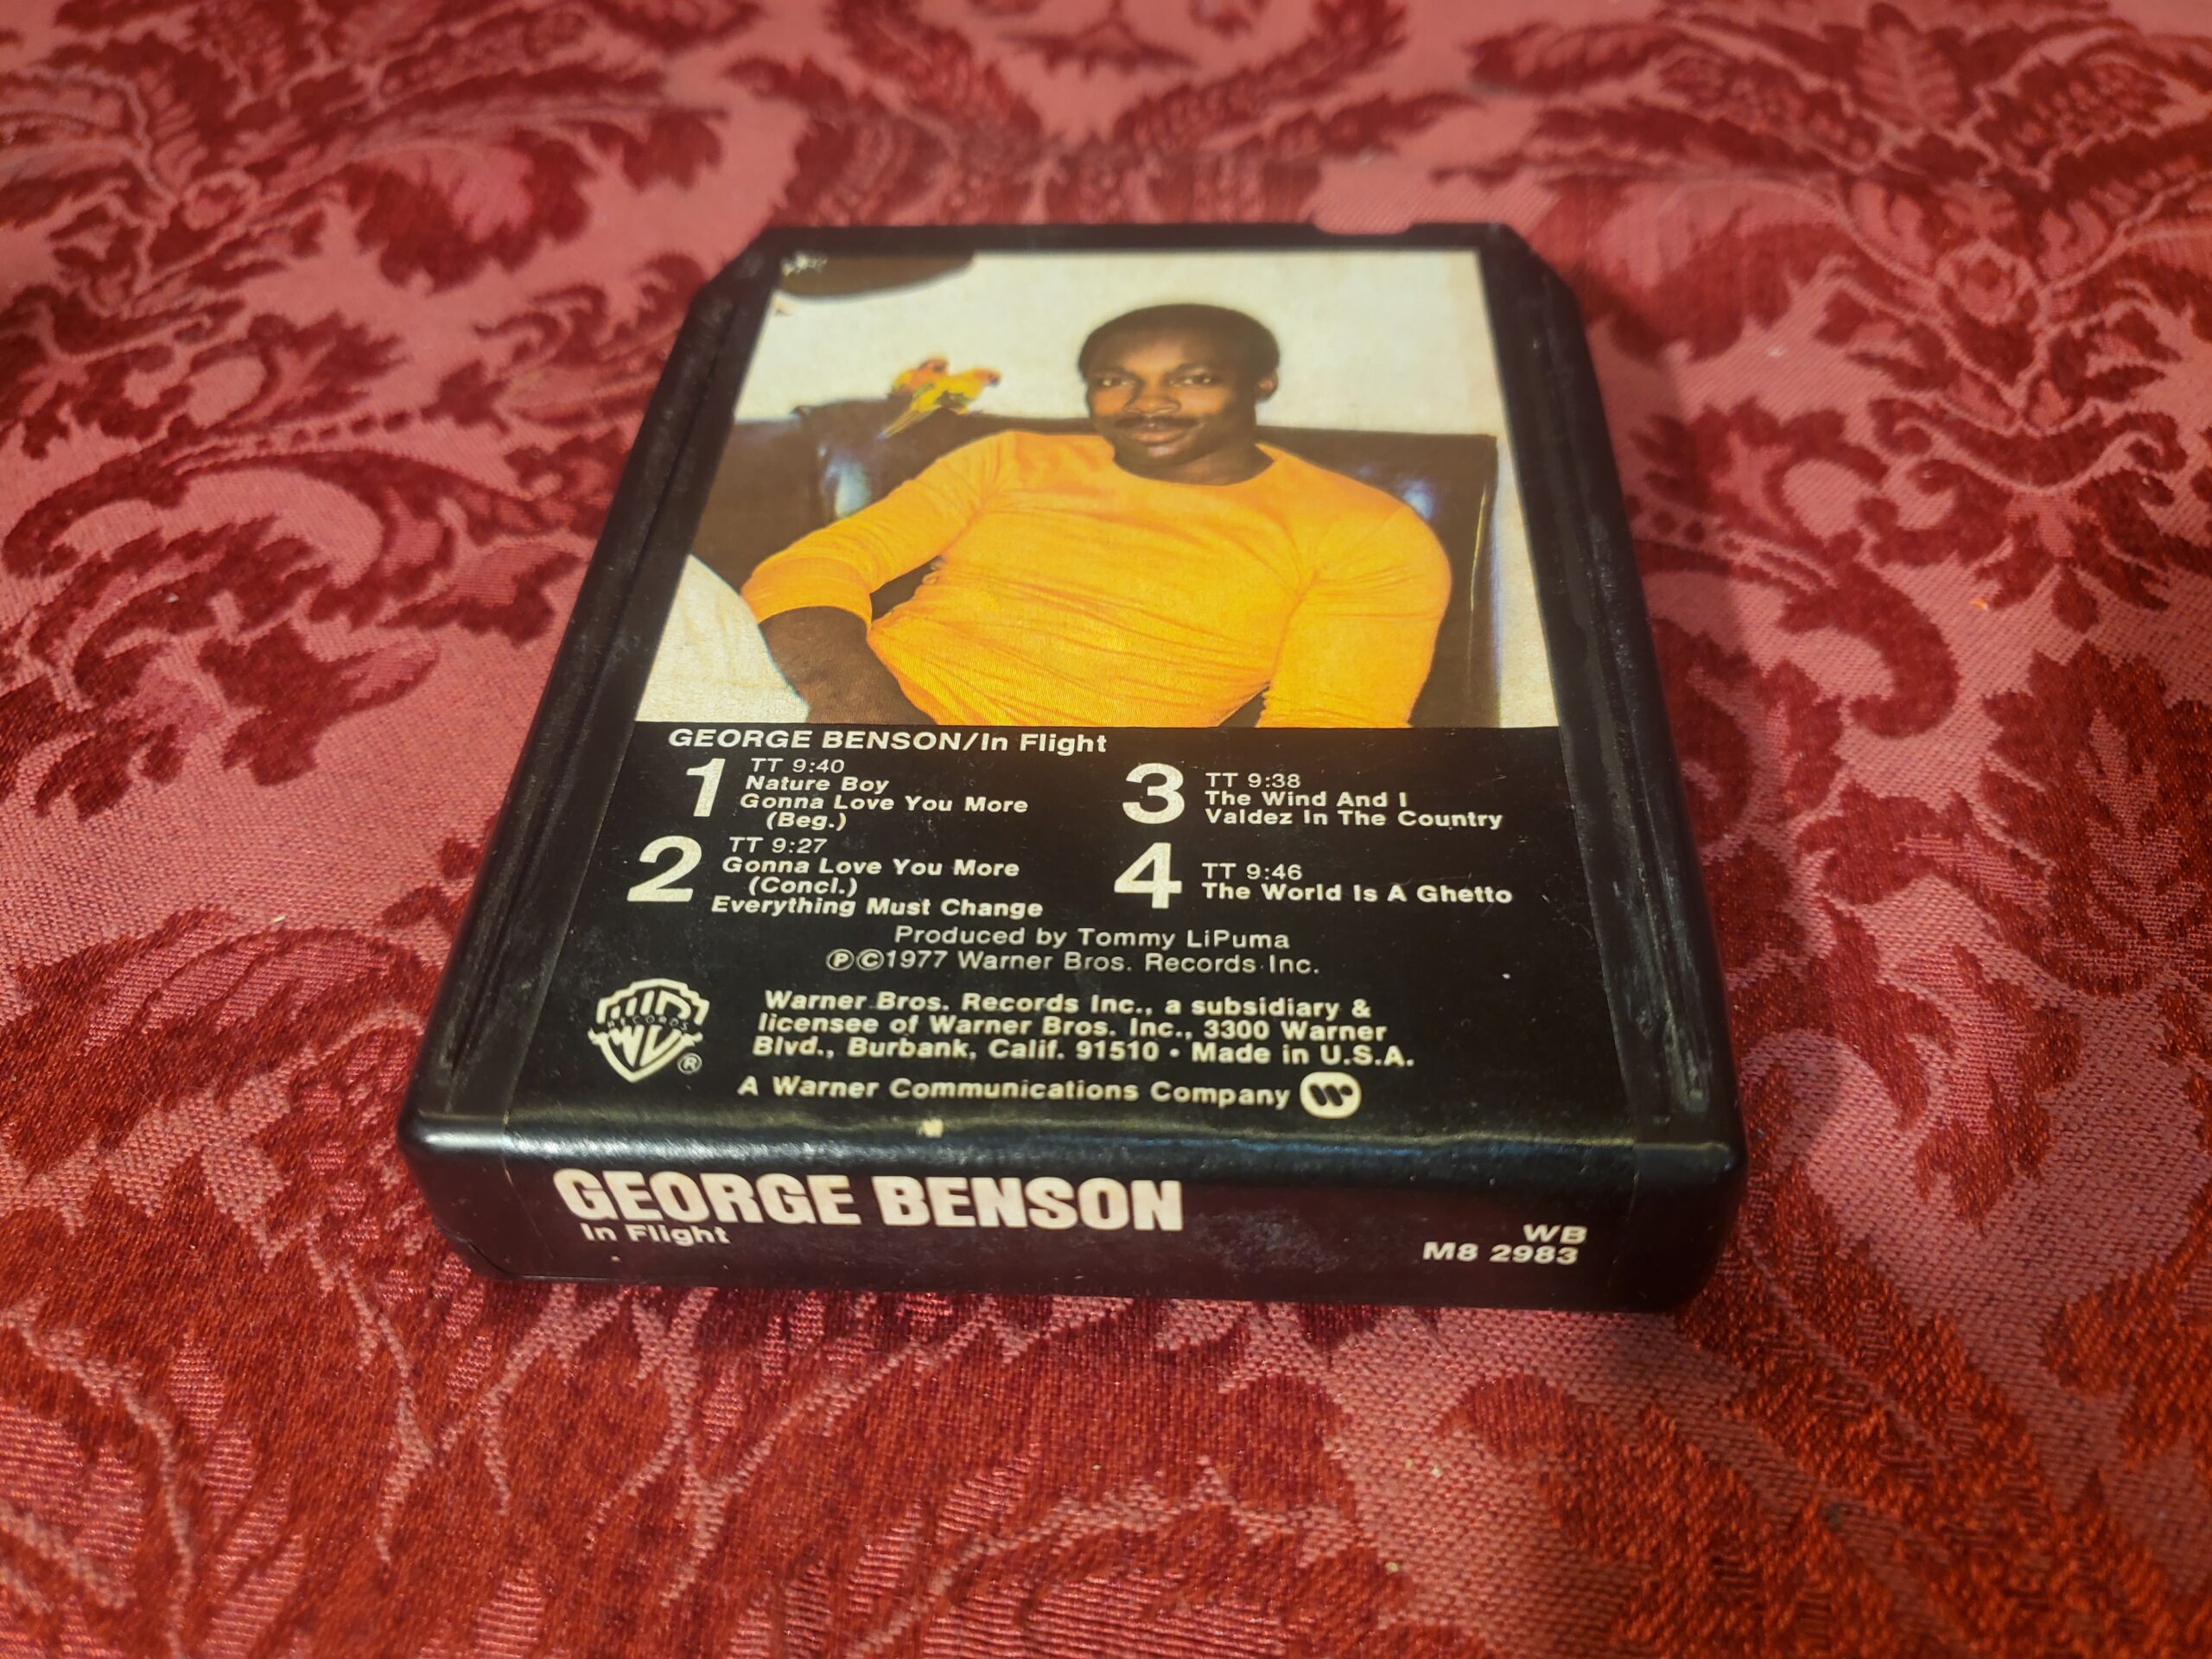 GEORGE BENSON/In Flight
1 TT 9:40
Nature Boy
Gonna Love You More
(Beg.)
2 TT 9:27
Gonna Love You More
(Concl.)
Everything Must Change
3 TT 9:38
The Wind And I
Valdez In The Country
4 TT 9:46
The World Is A Ghetto
Produced by Tommy LiPuma
℗©1977 Warner Bros. Records Inc.
WB
RECORDS
®
Warner Bros. Records Inc., a subsidiary &
licensee of Warner Bros. Inc., 3300 Warner
Blvd., Burbank, Calif. 91510 • Made in U.S.A.
A Warner Communications Company
GEORGE BENSON
In Flight
WB
M8 2983